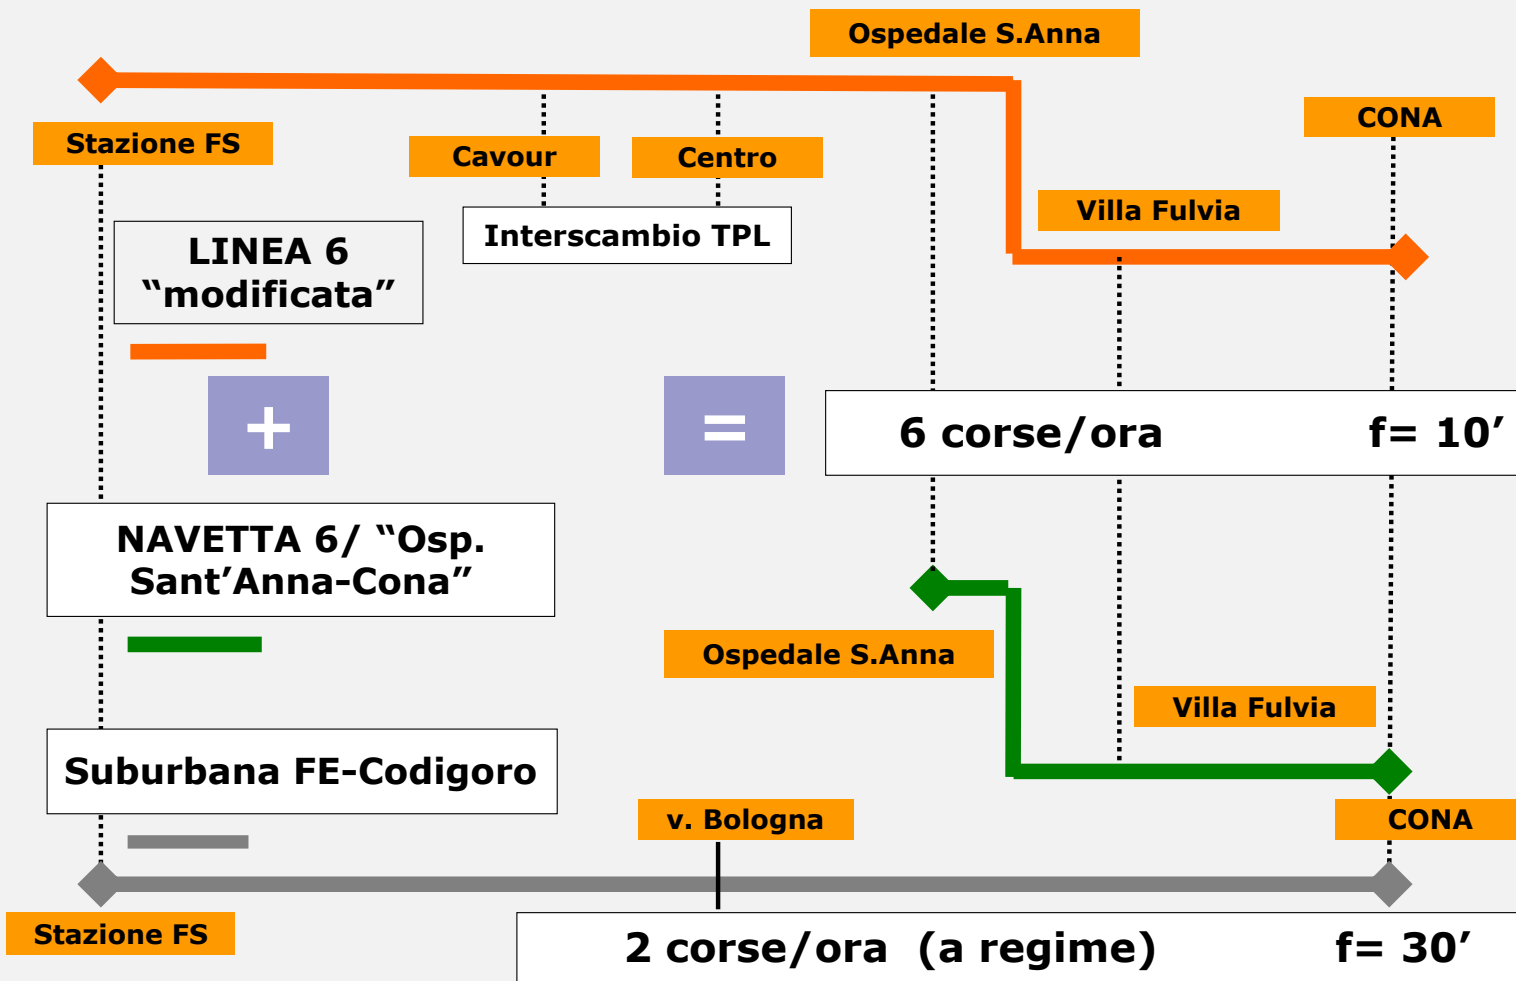 Ospedale S.Anna
Stazione FS
Cavour
Centro
CONA
Villa Fulvia
Interscambio TPL
LINEA 6
“modificata”
+
=
6 corse/ora f= 10’
NAVETTA 6/ “Osp.
Sant’Anna-Cona”
Ospedale S.Anna
Villa Fulvia
Suburbana FE-Codigoro
v. Bologna
CONA
Stazione FS
2 corse/ora (a regime) f= 30’